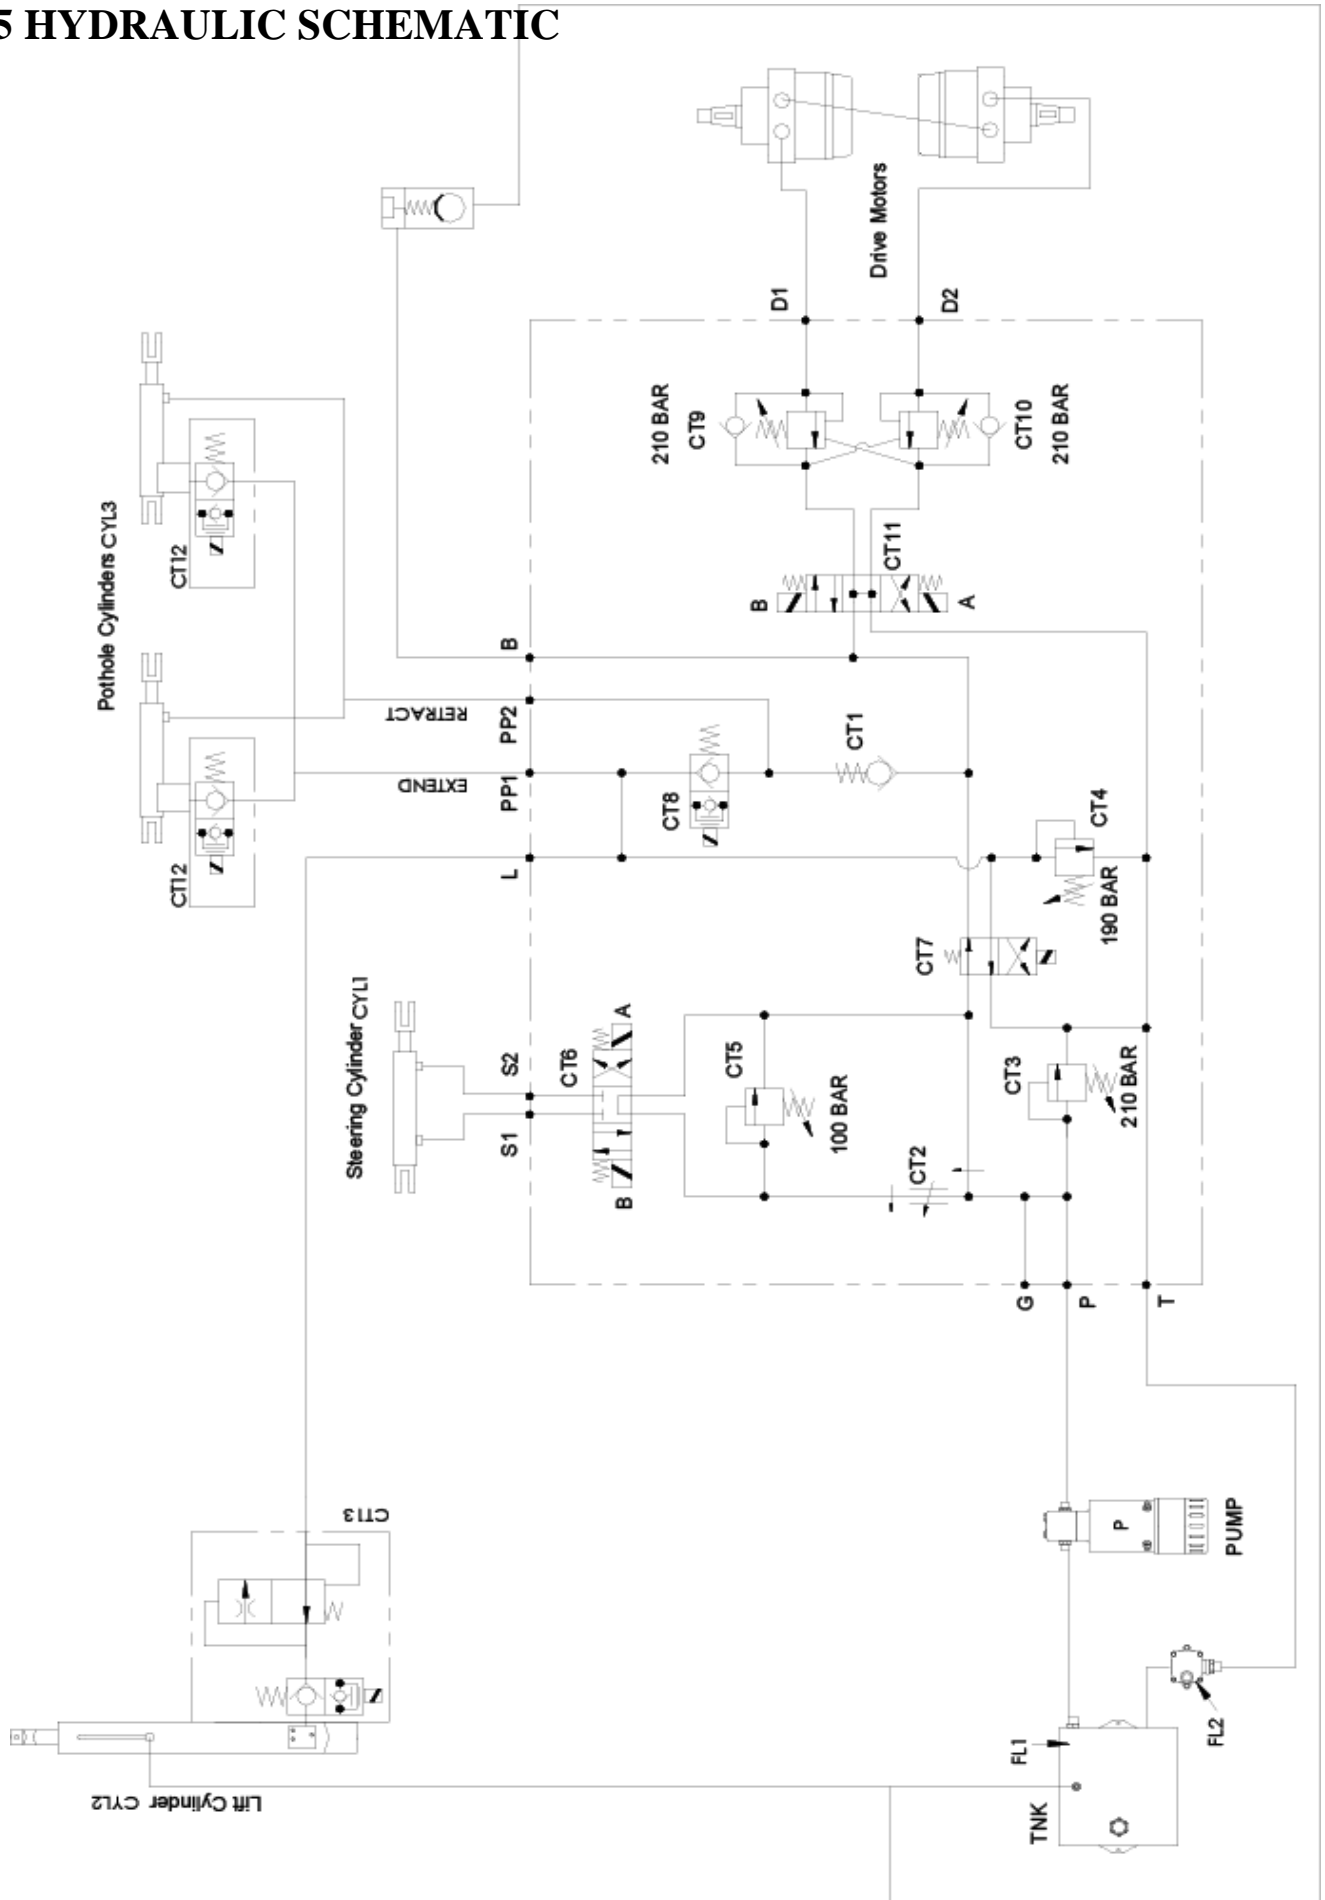 5 HYDRAULIC SCHEMATIC
Drive Motors
D1
D2
210 BAR
CT9
CT10
210 BAR
CT11
B
A
Pothole Cylinders CYL3
CT12
CT12
B
RETRACT
PP2
EXTEND
PP1
L
CT8
CT1
CT4
190 BAR
CT7
Steering Cylinder CYL1
S2
S1
CT6
A
B
CT5
100 BAR
CT2
CT3
210 BAR
G
P
T
CT13
P
PUMP
Lift Cylinder CYL2
FL1
FL2
TNK